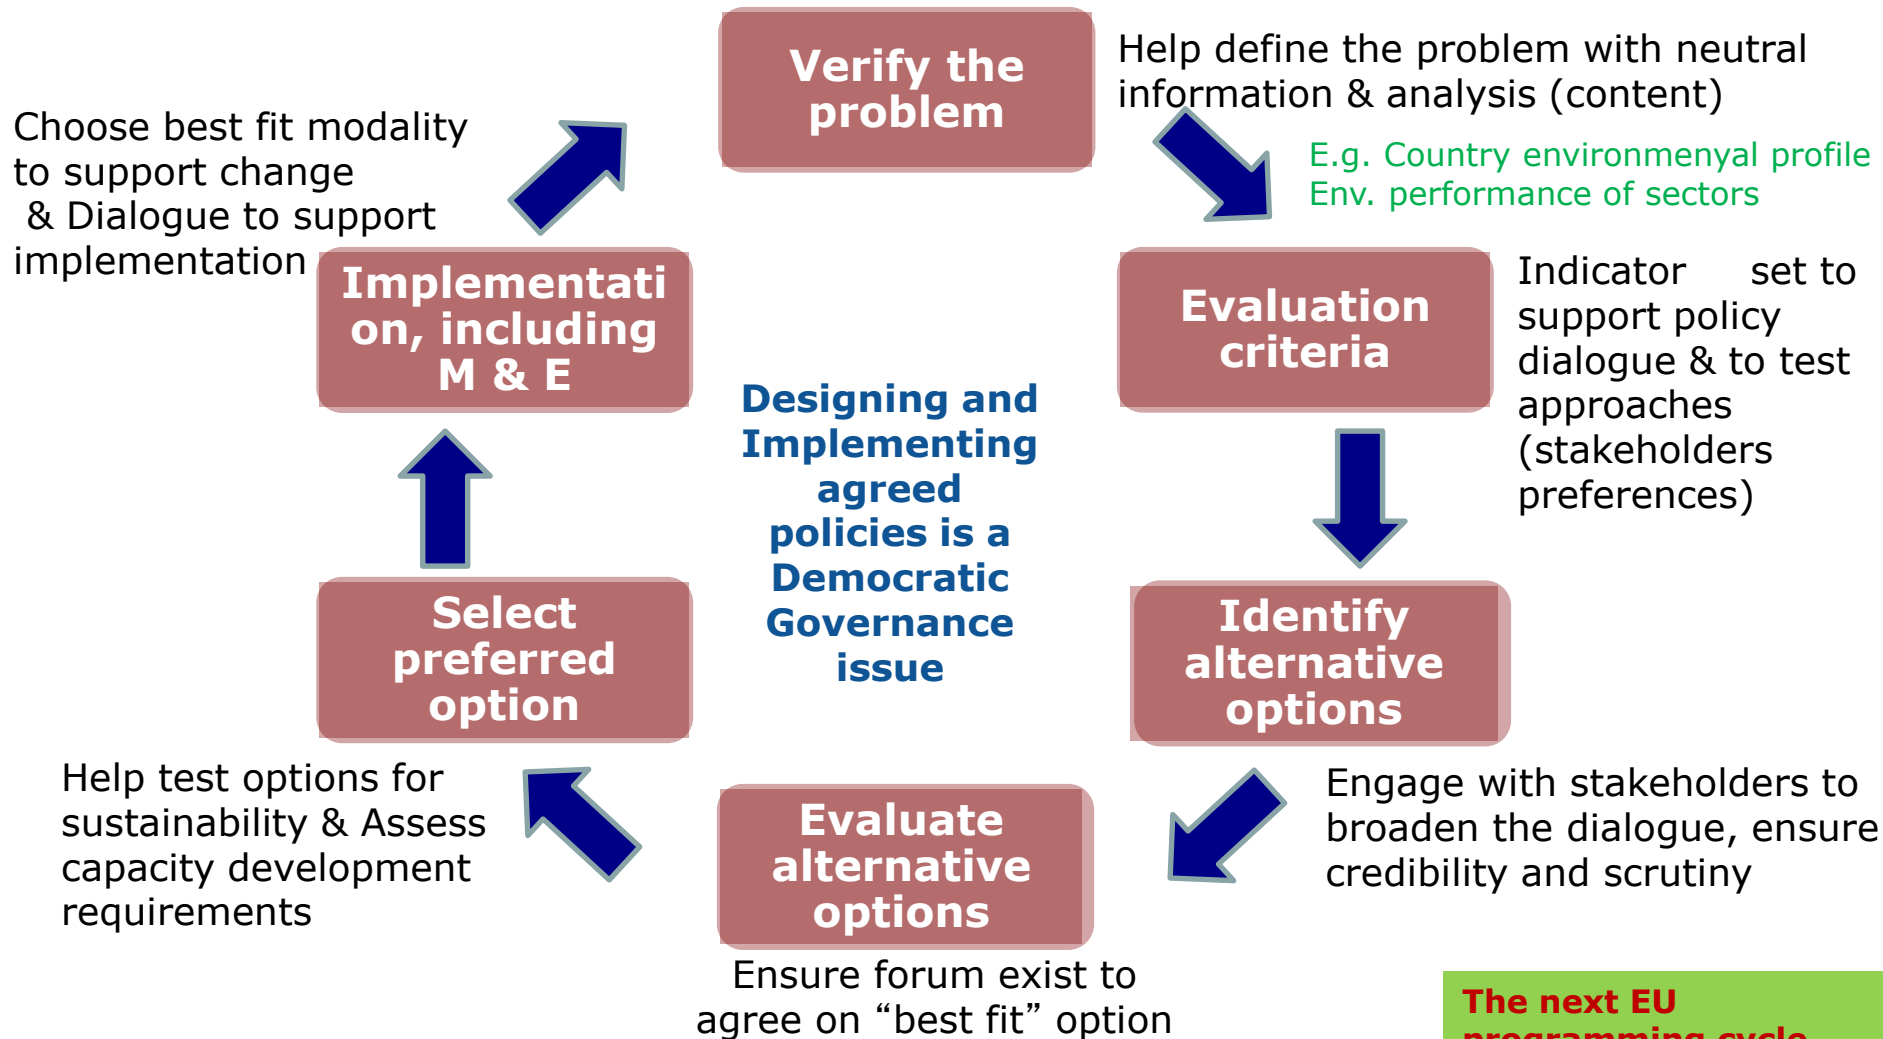 Verify the
problem
Help define the problem with neutral
information & analysis (content)
E.g. Country environmenyal profile
Env. performance of sectors
Evaluation
criteria
Indicator set to
support policy
dialogue & to test
approaches
(stakeholders
preferences)
Identify
alternative
options
Engage with stakeholders to
broaden the dialogue, ensure
credibility and scrutiny
Evaluate
alternative
options
Ensure forum exist to
agree on “best fit” option
Select
preferred
option
Help test options for
sustainability & Assess
capacity development
requirements
Implementati
on, including
M & E
Choose best fit modality
to support change
& Dialogue to support
implementation
Designing and
Implementing
agreed
policies is a
Democratic
Governance
issue
The next EU
programming cycle